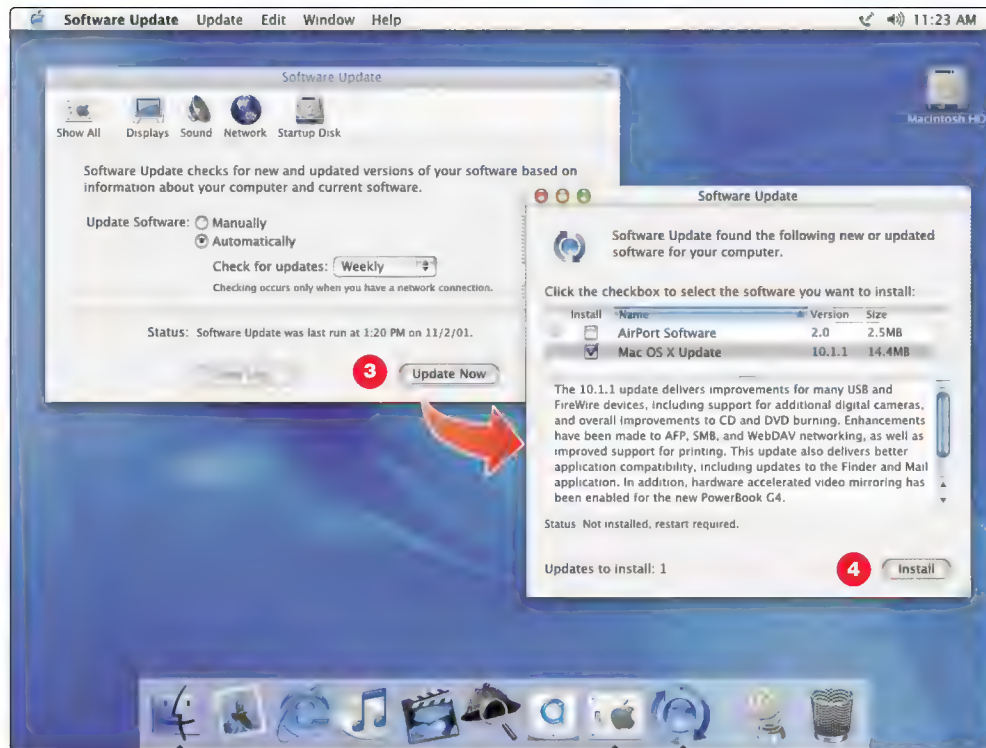 Software Update Update Edit Window Help 11:23 AM
Software Update
Macintosh HD
Show All Displays Sound Network Startup Disk
Software Update checks for new and updated versions of your software based on
information about your computer and current software.
Update Software: Manually
Automatically
Check for updates: Weekly
Checking occurs only when you have a network connection.
Status: Software Update was last run at 1:20 PM on 11/2/01.
3 Update Now
Software Update
Software Update found the following new or updated
software for your computer.
Click the checkbox to select the software you want to install:
Install Name Version Size
AirPort Software 2.0 2.5MB
Mac OS X Update 10.1.1 14.4MB
The 10.1.1 update delivers improvements for many USB and
FireWire devices, including support for additional digital cameras,
and overall improvements to CD and DVD burning. Enhancements
have been made to AFP, SMB, and WebDAV networking, as well as
improved support for printing. This update also delivers better
application compatibility, including updates to the Finder and Mail
application. In addition, hardware accelerated video mirroring has
been enabled for the new PowerBook G4.
Status Not installed, restart required.
Updates to install: 1
4 Install